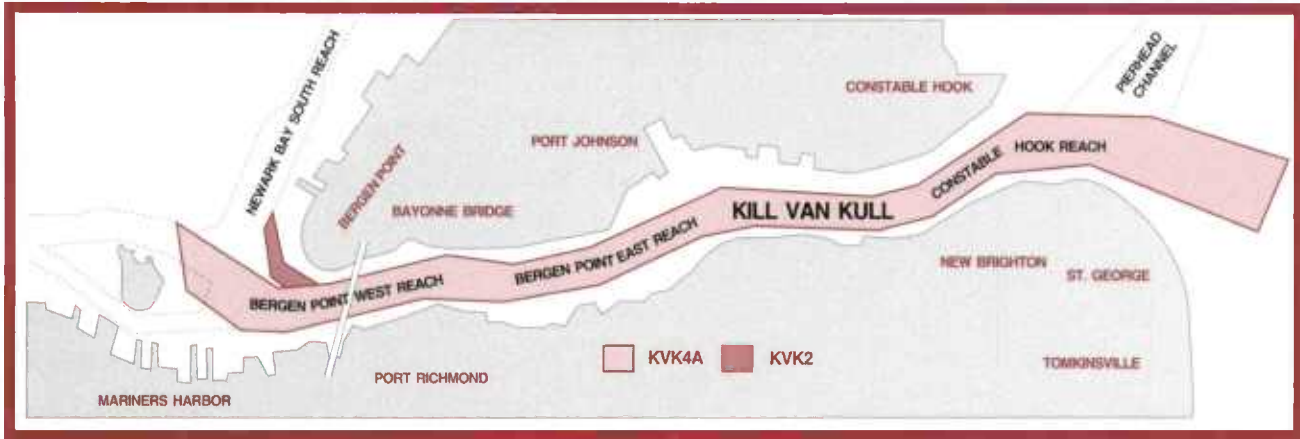 NEWARK BAY SOUTH REACH
BERGEN POINT
BAYONNE BRIDGE
PORT JOHNSON
CONSTABLE HOOK
PIERHEAD
CHANNEL
BERGEN POINT WEST REACH
BERGEN POINT EAST REACH
KILL VAN KULL
CONSTABLE HOOK REACH
NEW BRIGHTON
ST. GEORGE
TOMKINSVILLE
KVK4A
KVK2
PORT RICHMOND
MARINERS HARBOR